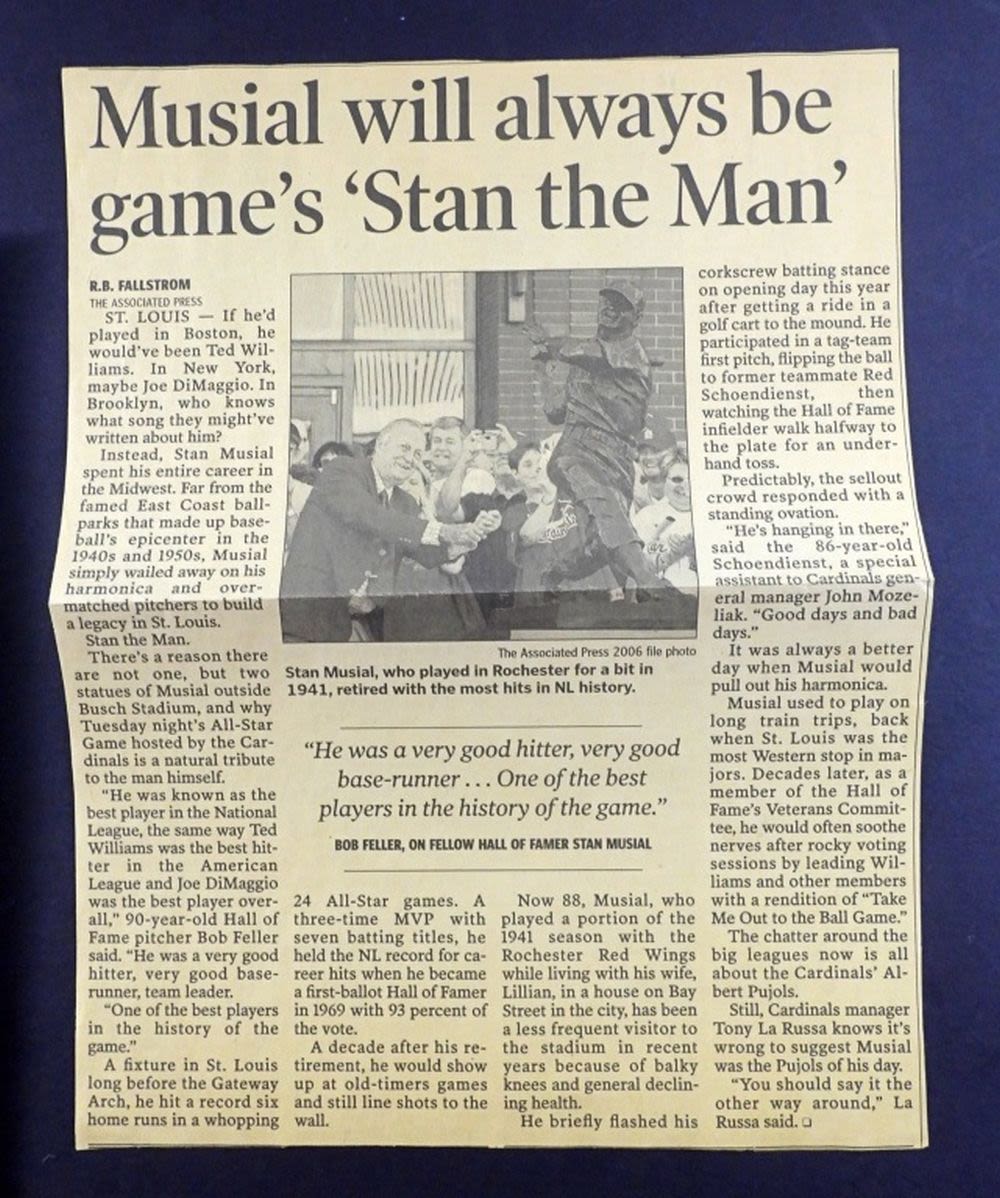 Musial will always be
game's ‘Stan the Man’
R.B. FALLSTROM
THE ASSOCIATED PRESS
ST. LOUIS — If he'd
played in Boston, he
would've been Ted Wil-
liams. In New York,
maybe Joe DiMaggio. In
Brooklyn, who knows
what song they might've
written about him?
Instead, Stan Musial
spent his entire career in
the Midwest. Far from the
famed East Coast ball-
parks that made up base-
ball's epicenter in the
1940s and 1950s, Musial
simply wailed away on his
harmonica and over-
matched pitchers to build
a legacy in St. Louis.
Stan the Man.
There's a reason there
are not one, but two
statues of Musial outside
Busch Stadium, and why
Tuesday night's All-Star
Game hosted by the Car-
dinals is a natural tribute
to the man himself.
"He was known as the
best player in the National
League, the same way Ted
Williams was the best hit-
ter in the American
League and Joe DiMaggio
was the best player over-
all," 90-year-old Hall of
Fame pitcher Bob Feller
said. "He was a very good
hitter, very good base-
runner, team leader.
"One of the best players
in the history of the
game."
A fixture in St. Louis
long before the Gateway
Arch, he hit a record six
home runs in a whopping
The Associated Press 2006 file photo
Stan Musial, who played in Rochester for a bit in
1941, retired with the most hits in NL history.
“He was a very good hitter, very good
base-runner . . . One of the best
players in the history of the game.”
BOB FELLER, ON FELLOW HALL OF FAMER STAN MUSIAL
24 All-Star games. A
three-time MVP with
seven batting titles, he
held the NL record for ca-
reer hits when he became
a first-ballot Hall of Famer
in 1969 with 93 percent of
the vote.
A decade after his re-
tirement, he would show
up at old-timers games
and still line shots to the
wall.
Now 88, Musial, who
played a portion of the
1941 season with the
Rochester Red Wings
while living with his wife,
Lillian, in a house on Bay
Street in the city, has been
a less frequent visitor to
the stadium in recent
years because of balky
knees and general declin-
ing health.
He briefly flashed his
corkscrew batting stance
on opening day this year
after getting a ride in a
golf cart to the mound. He
participated in a tag-team
first pitch, flipping the ball
to former teammate Red
Schoendienst, then
watching the Hall of Fame
infielder walk halfway to
the plate for an under-
hand toss.
Predictably, the sellout
crowd responded with a
standing ovation.
"He's hanging in there,"
said the 86-year-old
Schoendienst, a special
assistant to Cardinals gen-
eral manager John Moze-
liak. "Good days and bad
days."
It was always a better
day when Musial would
pull out his harmonica.
Musial used to play on
long train trips, back
when St. Louis was the
most Western stop in ma-
jors. Decades later, as a
member of the Hall of
Fame's Veterans Commit-
tee, he would often soothe
nerves after rocky voting
sessions by leading Wil-
liams and other members
with a rendition of "Take
Me Out to the Ball Game."
The chatter around the
big leagues now is all
about the Cardinals' Al-
bert Pujols.
Still, Cardinals manager
Tony La Russa knows it's
wrong to suggest Musial
was the Pujols of his day.
"You should say it the
other way around," La
Russa said. ❏